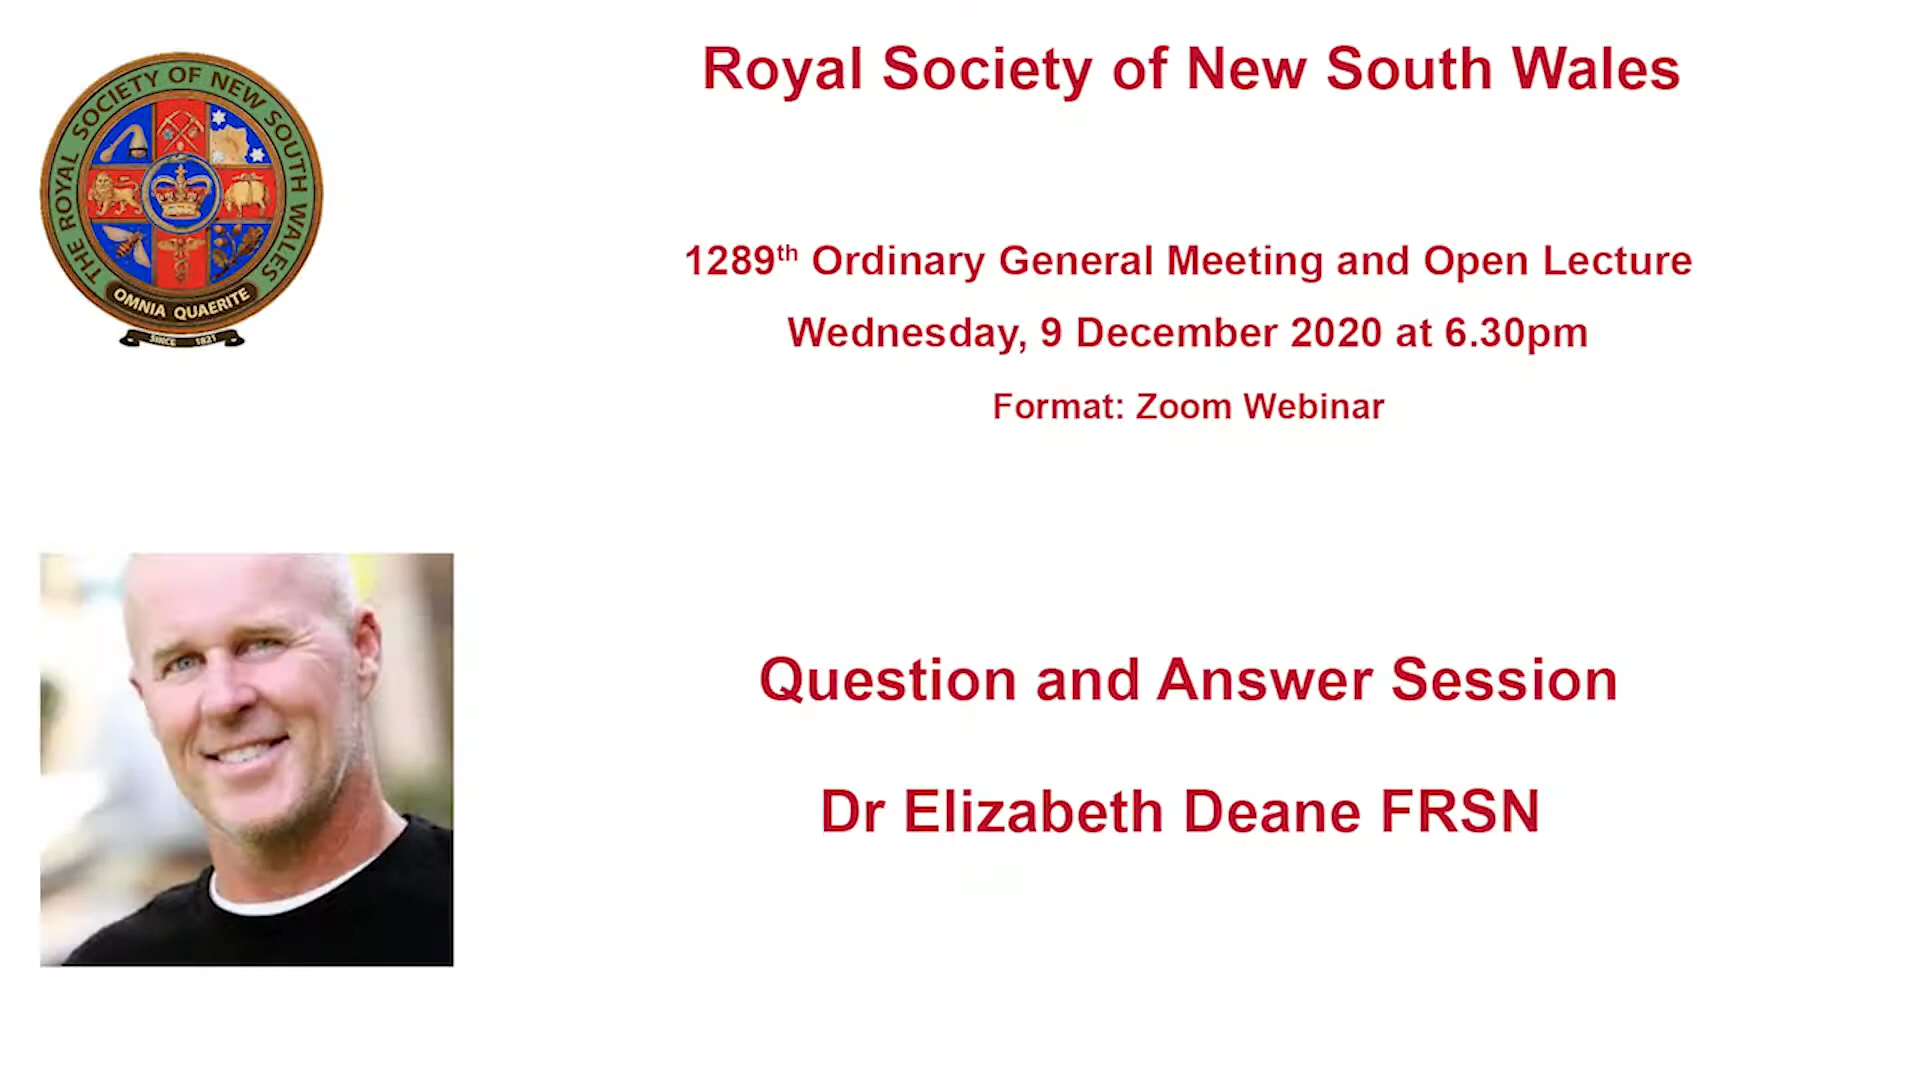 THE ROYAL SOCIETY OF NEW SOUTH WALES
OMNIA QUAERITE
SINCE 1821
Royal Society of New South Wales
1289th Ordinary General Meeting and Open Lecture
Wednesday, 9 December 2020 at 6.30pm
Format: Zoom Webinar
Question and Answer Session
Dr Elizabeth Deane FRSN